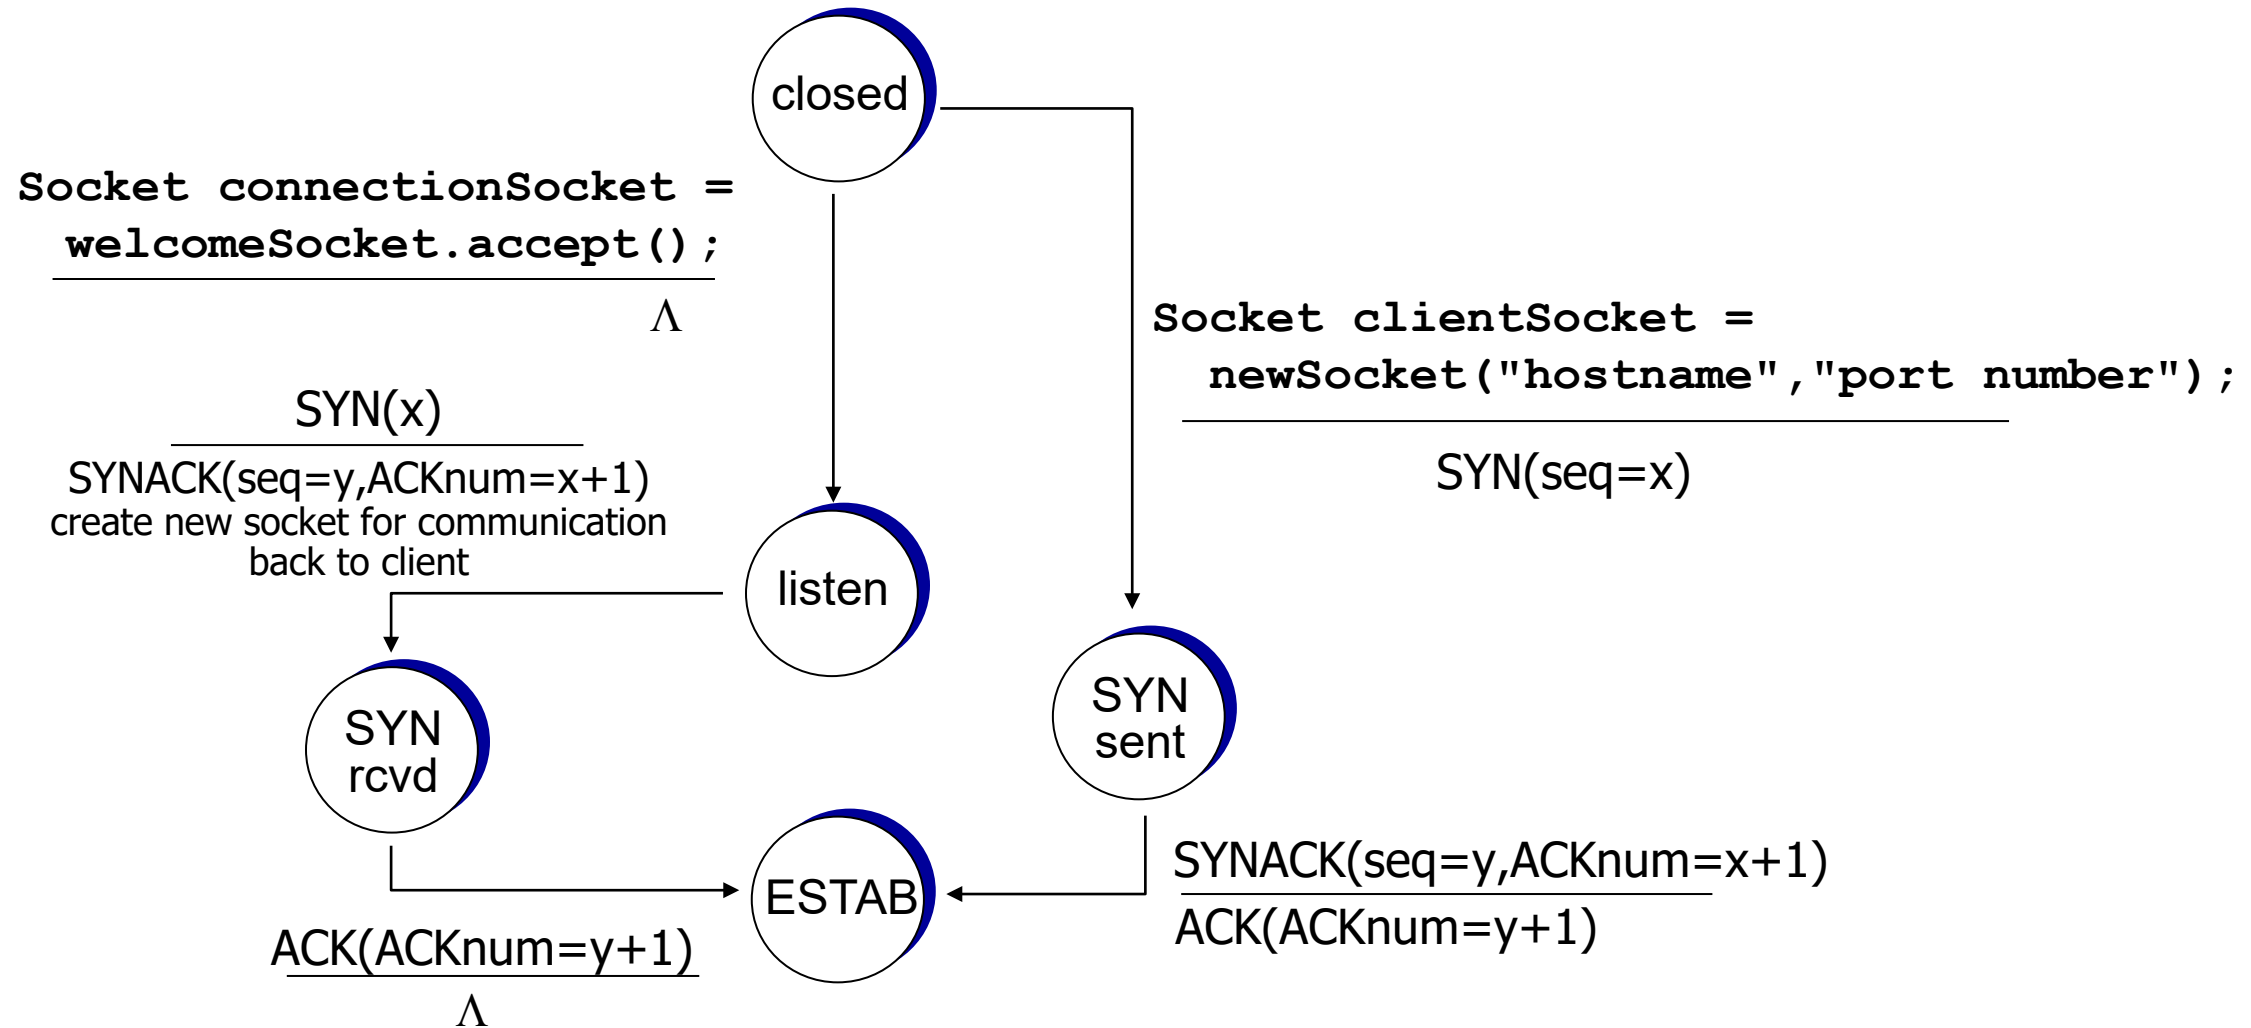 closed
Socket connectionSocket =
welcomeSocket.accept();
Λ
Socket clientSocket =
newSocket("hostname","port number");
SYN(seq=x)
SYN(x)
SYNACK(seq=y,ACKnum=x+1)
create new socket for communication
back to client
listen
SYN
rcvd
SYN
sent
ESTAB
SYNACK(seq=y,ACKnum=x+1)
ACK(ACKnum=y+1)
ACK(ACKnum=y+1)
Λ